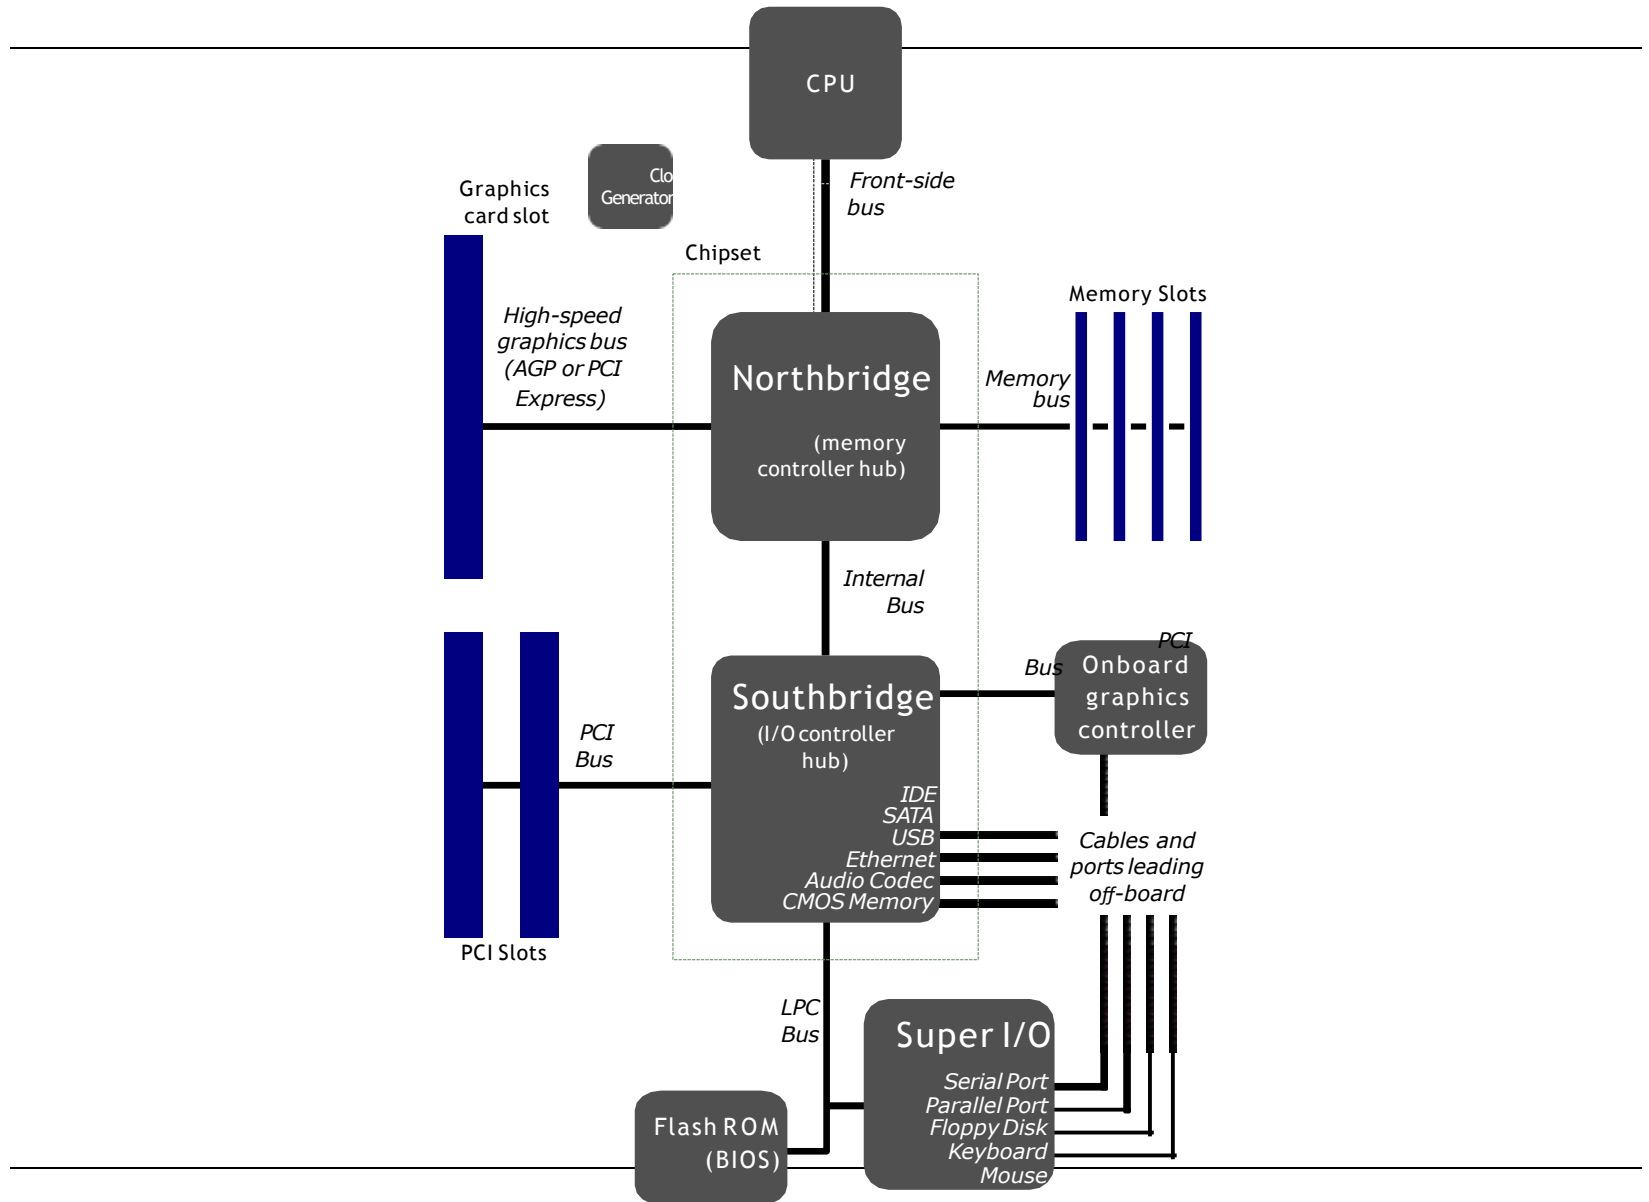 CPU
Clo
Generator
Front-side
bus
Graphics
card slot
Chipset
Memory Slots
High-speed
graphics bus
(AGP or PCI
Express)
Northbridge
(memory
controller hub)
Memory
bus
Internal
Bus
PCI
Bus
Onboard
graphics
controller
Southbridge
(I/O controller
hub)
PCI
Bus
IDE
SATA
USB
Ethernet
Audio Codec
CMOS Memory
Cables and
ports leading
off-board
PCI Slots
LPC
Bus
Super I/O
Serial Port
Parallel Port
Floppy Disk
Keyboard
Mouse
Flash ROM
(BIOS)